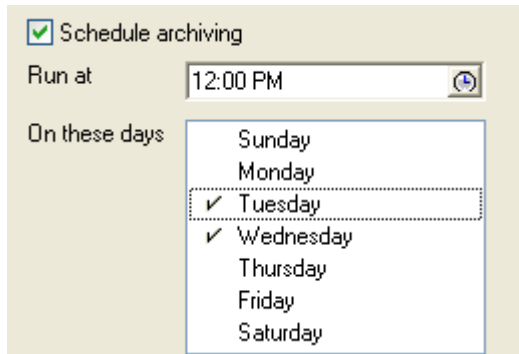 Schedule archiving
Run at 12:00 PM
On these days
Sunday
Monday
Tuesday
Wednesday
Thursday
Friday
Saturday